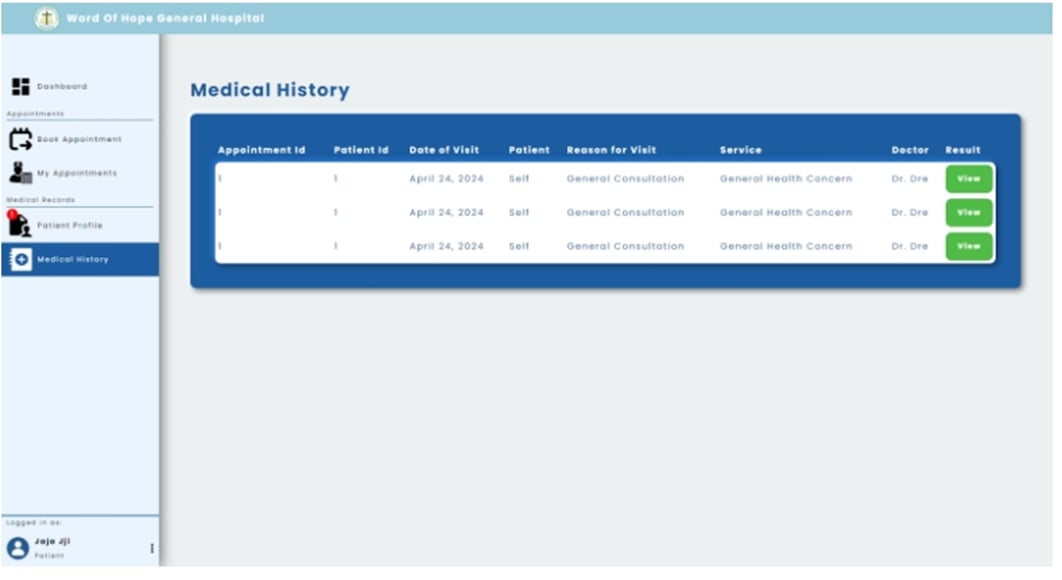 Word Of Hope General Hospital
Dashboard
Appointments
Book Appointment
My Appointments
Medical Records
Patient Profile
Medical History
Logged in as:
Jojo Jji
Patient
Medical History
Appointment Id Patient Id Date of Visit Patient Reason for Visit Service Doctor Result
1 1 April 24, 2024 Self General Consultation General Health Concern Dr. Dre View
1 1 April 24, 2024 Self General Consultation General Health Concern Dr. Dre View
1 1 April 24, 2024 Self General Consultation General Health Concern Dr. Dre View